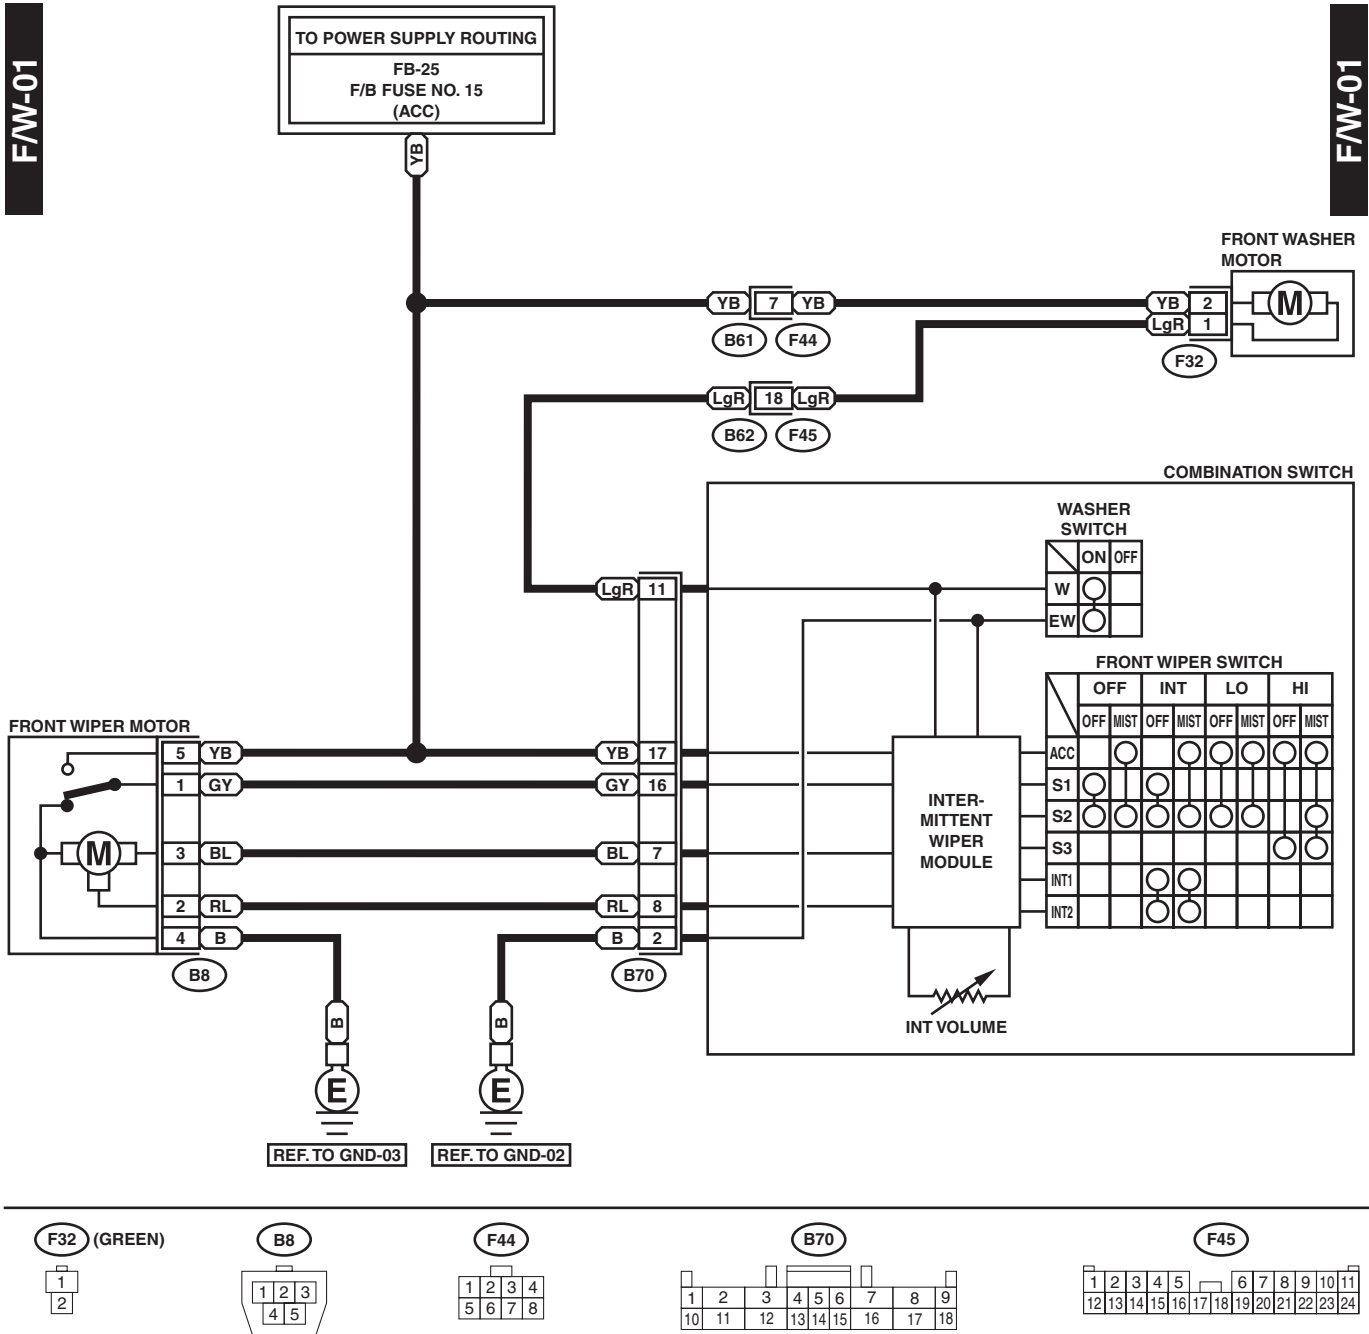 F/W-01
F/W-01
TO POWER SUPPLY ROUTING
FB-25
F/B FUSE NO. 15
(ACC)
YB
FRONT WASHER
MOTOR
YB 7 YB
YB 2
M
LgR 1
B61 F44
F32
LgR 18 LgR
B62 F45
COMBINATION SWITCH
WASHER
SWITCH
ON OFF
LgR 11
W
EW
FRONT WIPER SWITCH
OFF INT LO HI
OFF MIST OFF MIST OFF MIST OFF MIST
FRONT WIPER MOTOR
5 YB
YB 17
ACC
1 GY
GY 16
S1
INTER-
MITTENT
WIPER
MODULE
S2
M
3 BL
BL 7
S3
INT1
2 RL
RL 8
INT2
4 B
B 2
B8
B70
INT VOLUME
B
B
E
E
REF. TO GND-03
REF. TO GND-02
F32 (GREEN)
B8
F44
B70
F45
1
2
1 2 3
4 5
1 2 3 4
5 6 7 8
1 2 3 4 5 6 7 8 9
10 11 12 13 14 15 16 17 18
1 2 3 4 5 6 7 8 9 10 11
12 13 14 15 16 17 18 19 20 21 22 23 24